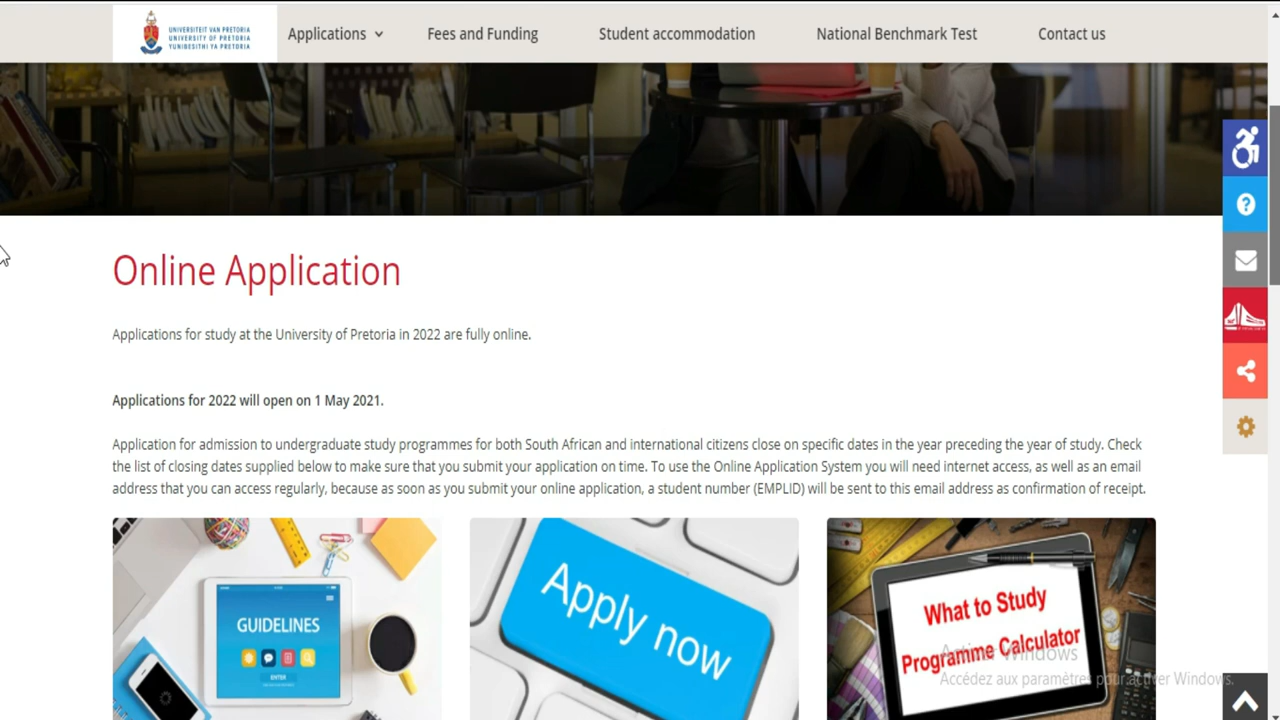 UNIVERSITEIT VAN PRETORIA
UNIVERSITY OF PRETORIA
YUNIBESITHI YA PRETORIA
Applications
Fees and Funding
Student accommodation
National Benchmark Test
Contact us
Online Application
Applications for study at the University of Pretoria in 2022 are fully online.
Applications for 2022 will open on 1 May 2021.
Application for admission to undergraduate study programmes for both South African and international citizens close on specific dates in the year preceding the year of study. Check
the list of closing dates supplied below to make sure that you submit your application on time. To use the Online Application System you will need internet access, as well as an email
address that you can access regularly, because as soon as you submit your online application, a student number (EMPLID) will be sent to this email address as confirmation of receipt.
GUIDELINES
ENTER
Apply now
What to Study
Programme Calculator
Activer Windows
Accédez aux paramètres pour activer Windows.